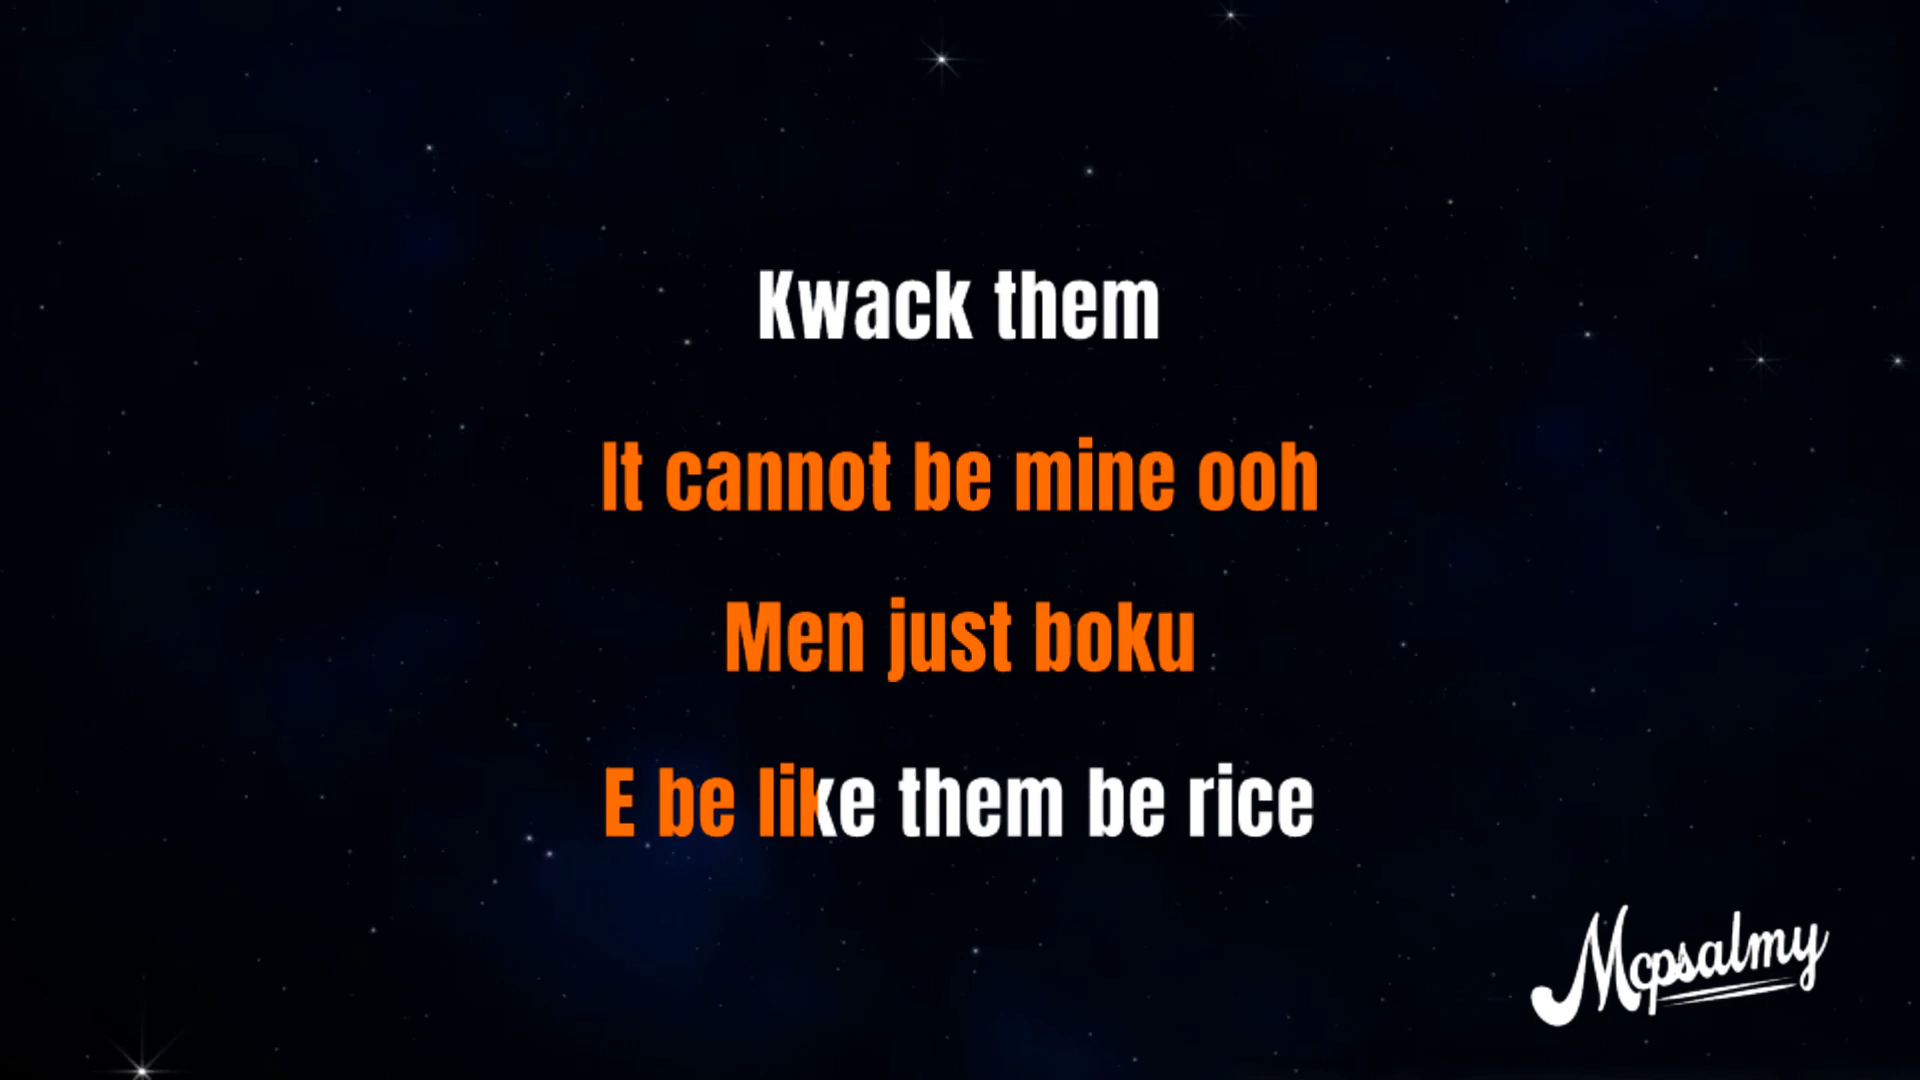 Kwack them
It cannot be mine ooh
Men just boku
E be like them be rice
Mcpsalmy